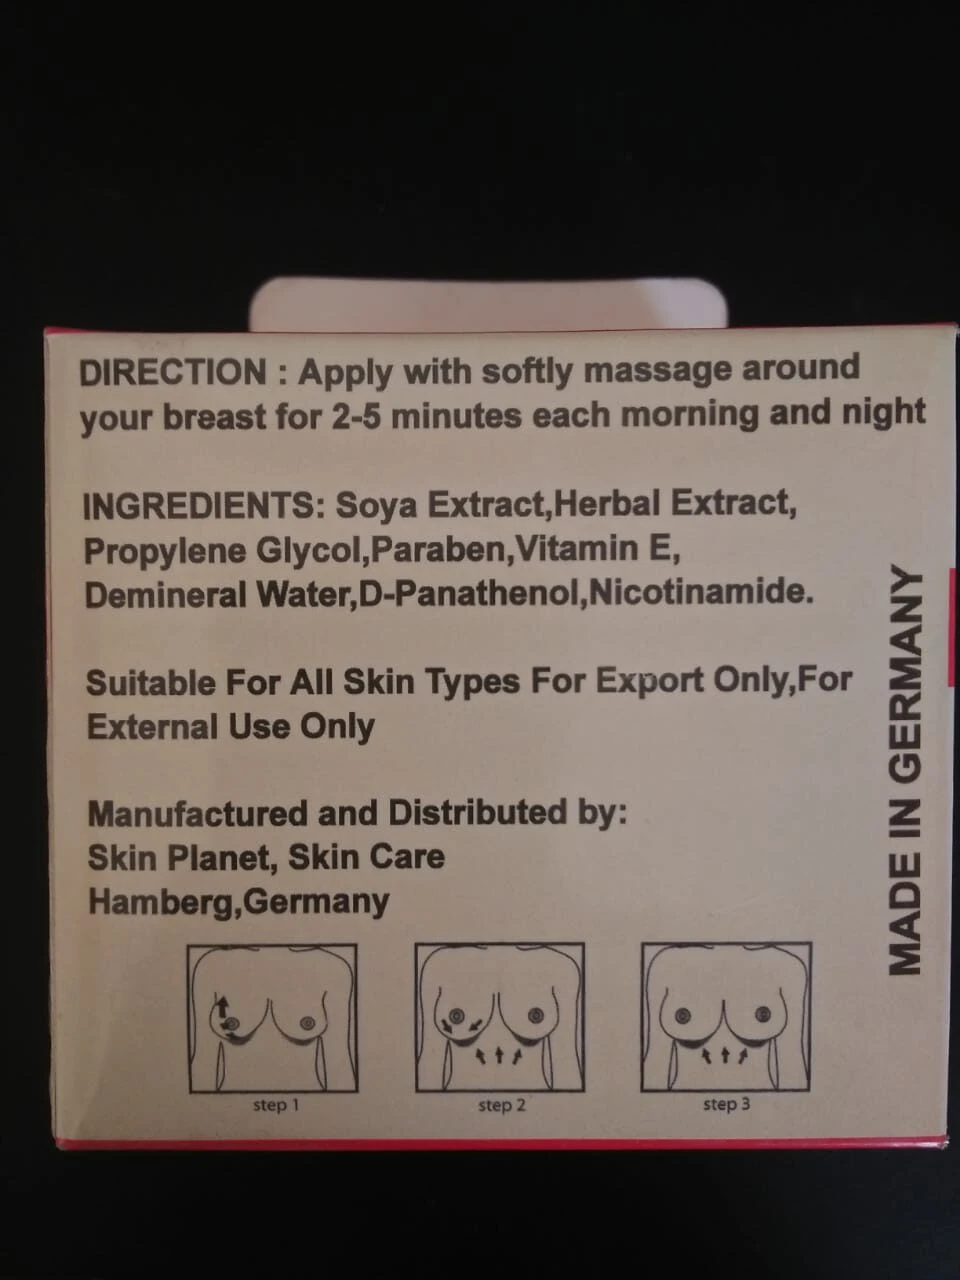 DIRECTION : Apply with softly massage around
your breast for 2-5 minutes each morning and night
INGREDIENTS: Soya Extract,Herbal Extract,
Propylene Glycol,Paraben,Vitamin E,
Demineral Water,D-Panathenol,Nicotinamide.
Suitable For All Skin Types For Export Only,For
External Use Only
Manufactured and Distributed by:
Skin Planet, Skin Care
Hamberg,Germany
MADE IN GERMANY
step 1
step 2
step 3